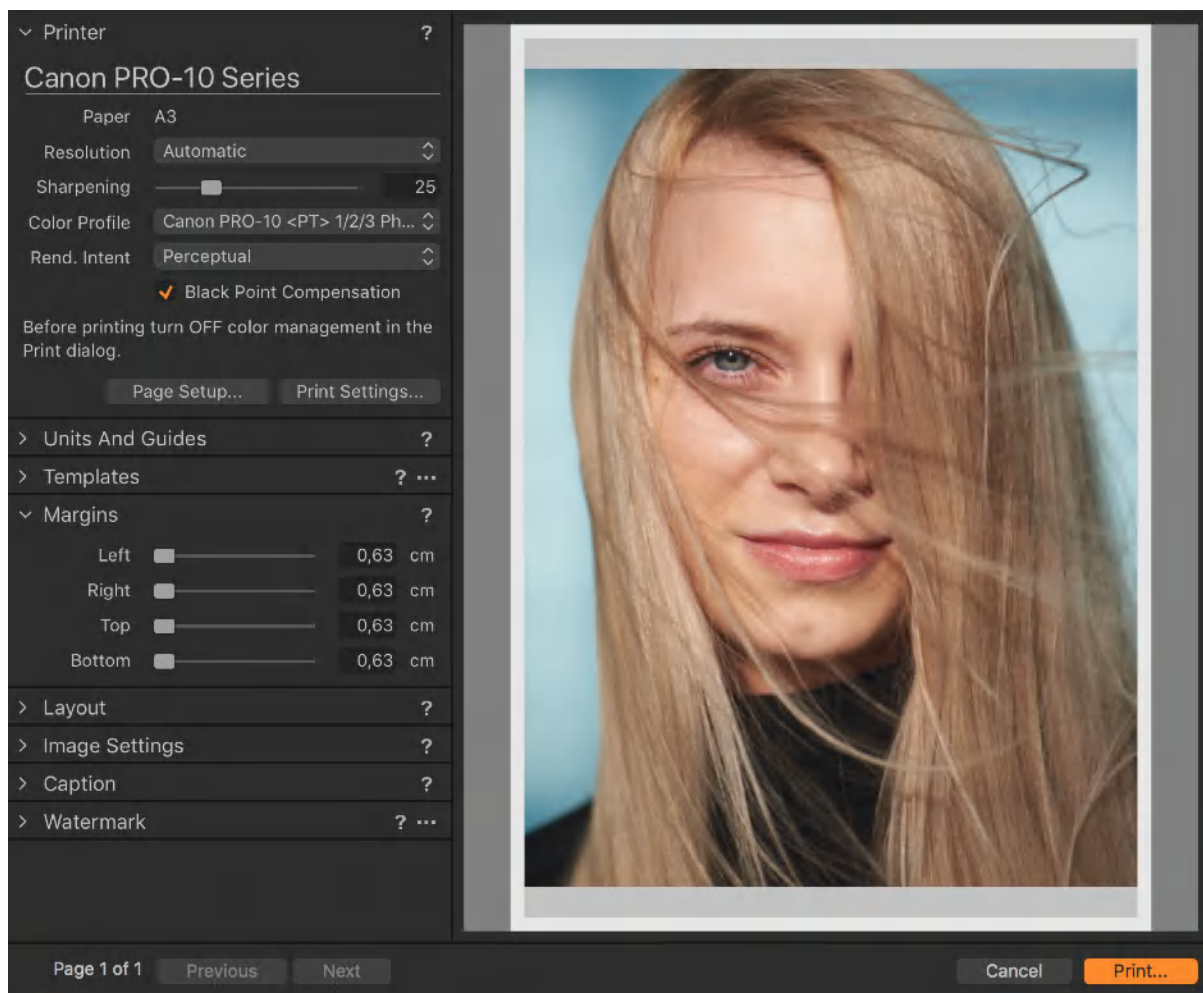 Printer ?
Canon PRO-10 Series
Paper A3
Resolution Automatic
Sharpening 25
Color Profile Canon PRO-10 <PT> 1/2/3 Ph...
Rend. Intent Perceptual
Black Point Compensation
Before printing turn OFF color management in the
Print dialog.
Page Setup... Print Settings...
Units And Guides ?
Templates ? ...
Margins ?
Left 0,63 cm
Right 0,63 cm
Top 0,63 cm
Bottom 0,63 cm
Layout ?
Image Settings ?
Caption ?
Watermark ? ...
Page 1 of 1 Previous Next Cancel Print...